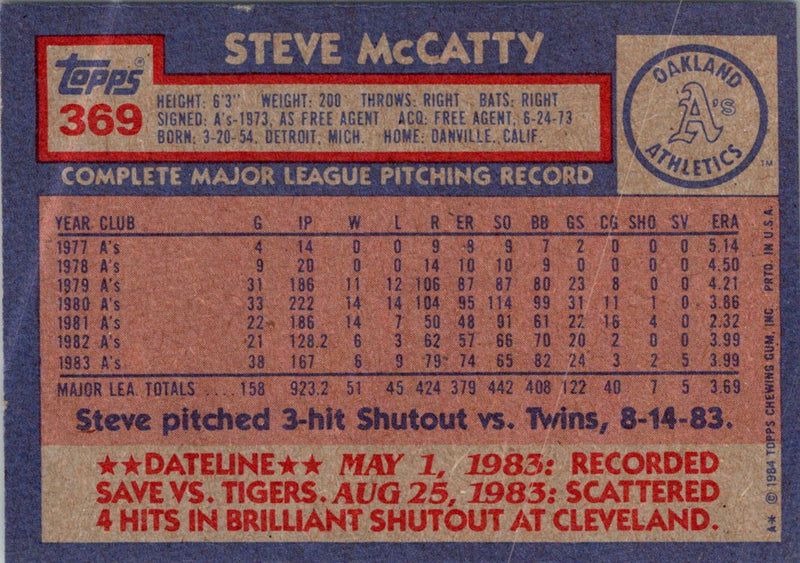 STEVE McCATTY
Topps®
369
HEIGHT: 6'3" WEIGHT: 200 THROWS: RIGHT BATS: RIGHT
SIGNED: A's-1973, AS FREE AGENT ACQ: FREE AGENT, 6-24-73
BORN: 3-20-54, DETROIT, MICH. HOME: DANVILLE, CALIF.
OAKLAND
A's
ATHLETICS
TM
COMPLETE MAJOR LEAGUE PITCHING RECORD
YEAR CLUB G IP W L R ER SO BB GS CG SHO SV ERA
1977 A's 4 14 0 0 9 8 9 7 2 0 0 0 5.14
1978 A's 9 20 0 0 14 10 10 9 0 0 0 0 4.50
1979 A's 31 186 11 12 106 87 87 80 23 8 0 0 4.21
1980 A's 33 222 14 14 104 95 114 99 31 11 1 0 3.86
1981 A's 22 186 14 7 50 48 91 61 22 16 4 0 2.32
1982 A's 21 128.2 6 3 62 57 66 70 20 2 0 0 3.99
1983 A's 38 167 6 9 79 74 65 82 24 3 2 5 3.99
MAJOR LEA. TOTALS .... 158 923.2 51 45 424 379 442 408 122 40 7 5 3.69
Steve pitched 3-hit Shutout vs. Twins, 8-14-83.
★★DATELINE★★ MAY 1, 1983: RECORDED
SAVE VS. TIGERS. AUG 25, 1983: SCATTERED
4 HITS IN BRILLIANT SHUTOUT AT CLEVELAND.
A* © 1984 TOPPS CHEWING GUM, INC. PRTD. IN U.S.A.